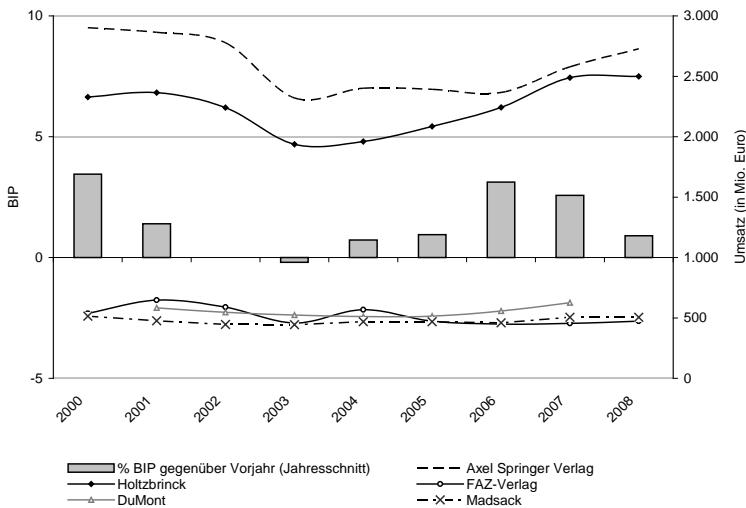 10
5
0
-5
BIP
3.000
2.500
2.000
1.500
1.000
500
0
Umsatz (in Mio. Euro)
2000 2001 2002 2003 2004 2005 2006 2007 2008
% BIP gegenüber Vorjahr (Jahresschnitt) Axel Springer Verlag
Holtzbrinck FAZ-Verlag
DuMont Madsack